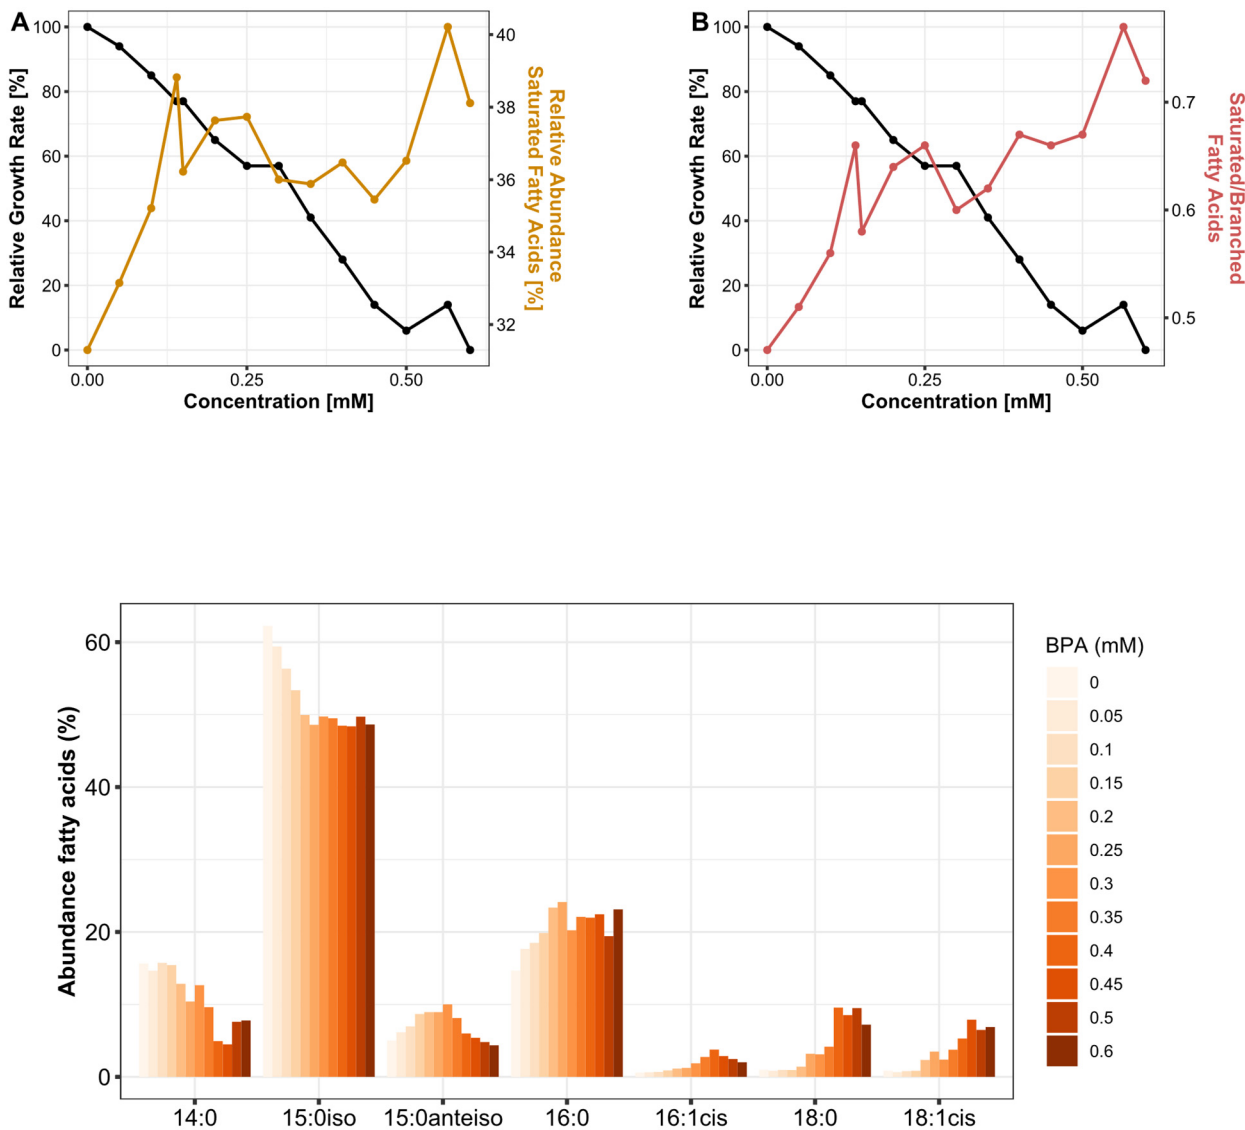 A
Relative Growth Rate [%]
100
80
60
40
20
0
0.00
0.25
0.50
Concentration [mM]
40
38
36
34
32
Relative Abundance
Saturated Fatty Acids [%]
B
Relative Growth Rate [%]
100
80
60
40
20
0
0.00
0.25
0.50
Concentration [mM]
0.7
0.6
0.5
Saturated/Branched
Fatty Acids
Abundance fatty acids (%)
60
40
20
0
14:0
15:0iso
15:0anteiso
16:0
16:1cis
18:0
18:1cis
BPA (mM)
0
0.05
0.1
0.15
0.2
0.25
0.3
0.35
0.4
0.45
0.5
0.6